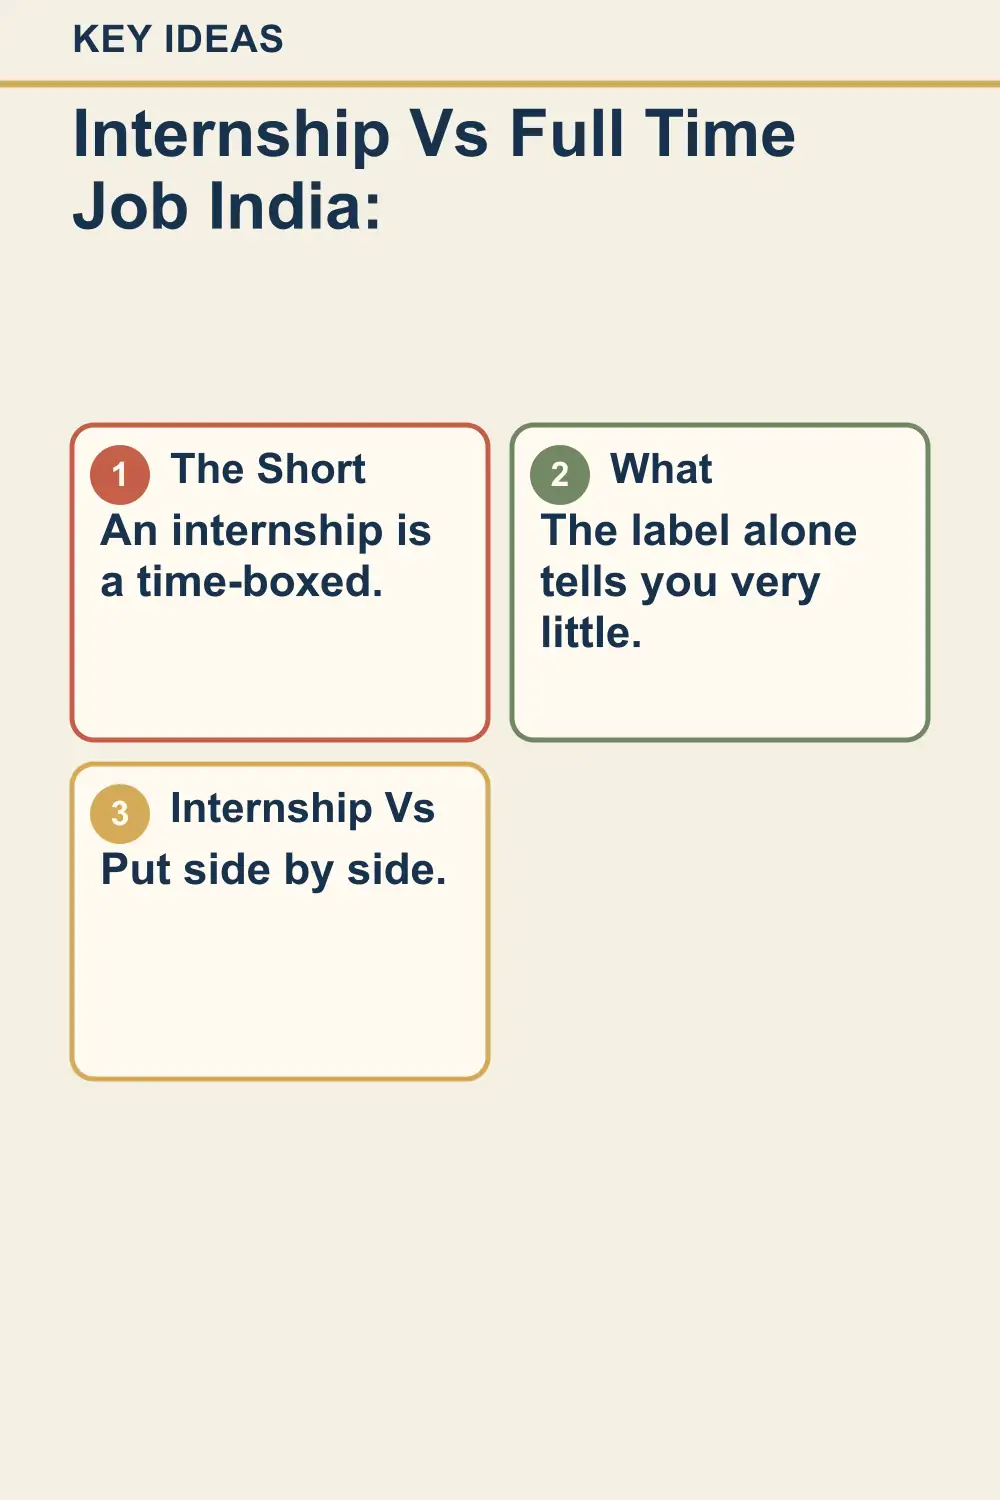 KEY IDEAS
Internship Vs Full Time
Job India:
1 The Short
An internship is
a time-boxed.
2 What
The label alone
tells you very
little.
3 Internship Vs
Put side by side.